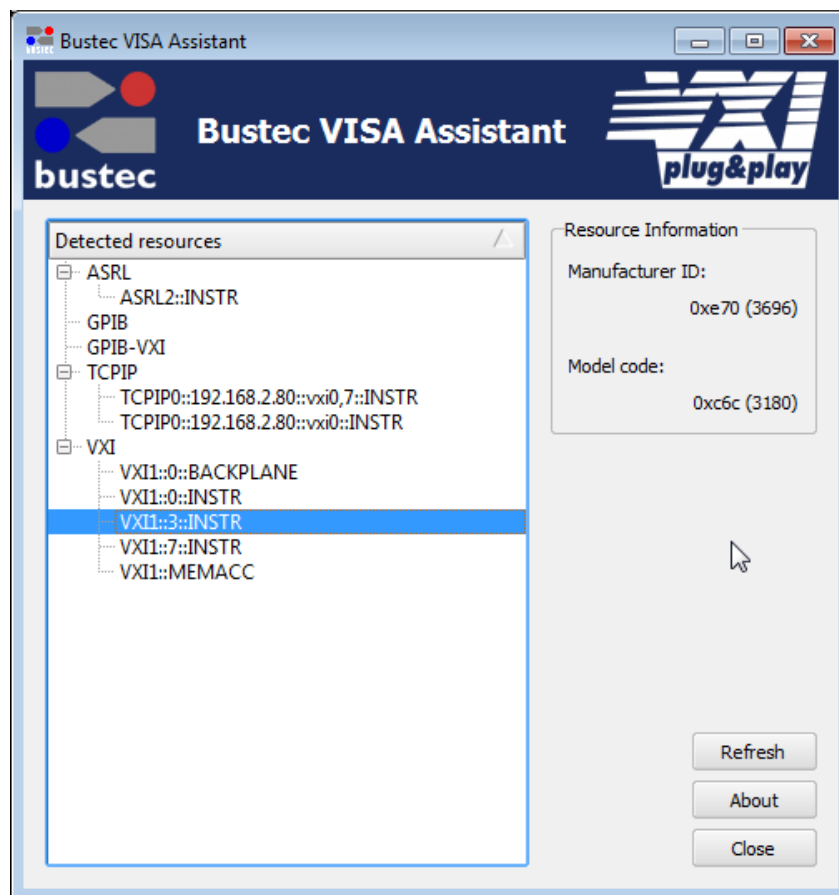 Bustec VISA Assistant
bustec
Bustec VISA Assistant
VXI
plug&play
Detected resources
ASRL
ASRL2::INSTR
GPIB
GPIB-VXI
TCPIP
TCPIP0::192.168.2.80::vxi0,7::INSTR
TCPIP0::192.168.2.80::vxi0::INSTR
VXI
VXI1::0::BACKPLANE
VXI1::0::INSTR
VXI1::3::INSTR
VXI1::7::INSTR
VXI1::MEMACC
Resource Information
Manufacturer ID:
0xe70 (3696)
Model code:
0xc6c (3180)
Refresh
About
Close